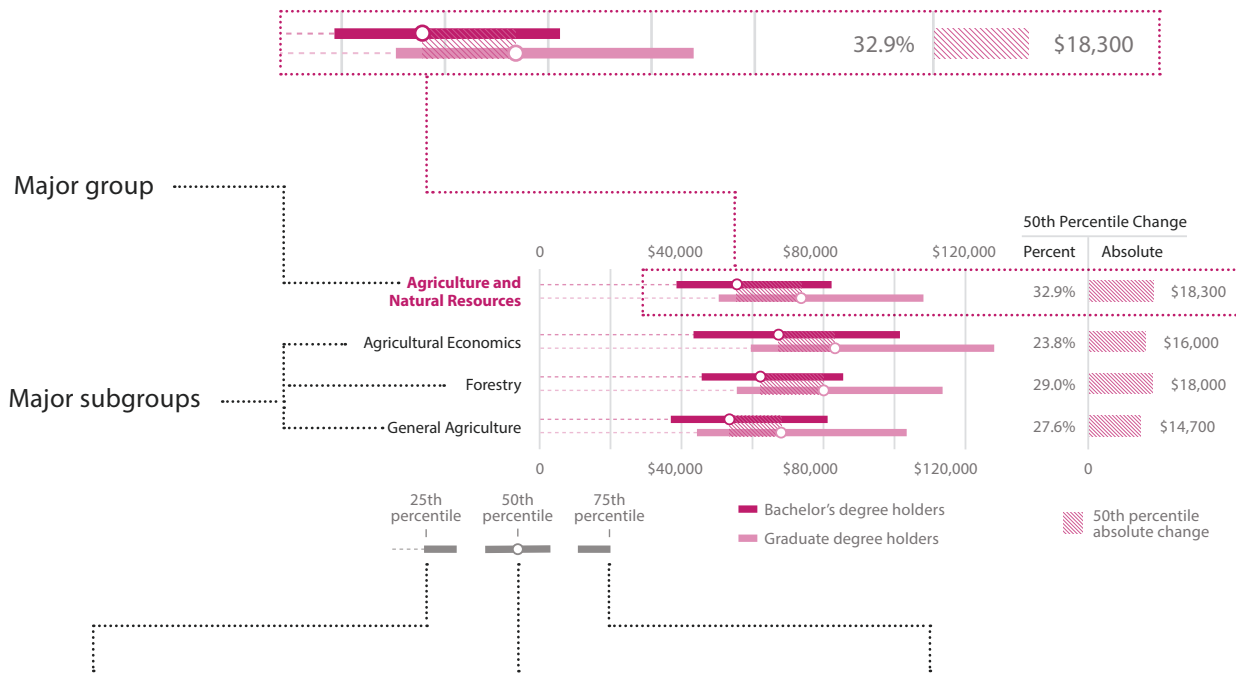 32.9% $18,300
Major group
50th Percentile Change
0 $40,000 $80,000 $120,000 Percent Absolute
Agriculture and
Natural Resources
32.9% $18,300
Agricultural Economics 23.8% $16,000
Major subgroups
Forestry 29.0% $18,000
General Agriculture 27.6% $14,700
0 $40,000 $80,000 $120,000 0
25th
percentile
50th
percentile
75th
percentile
Bachelor's degree holders
Graduate degree holders
50th percentile
absolute change